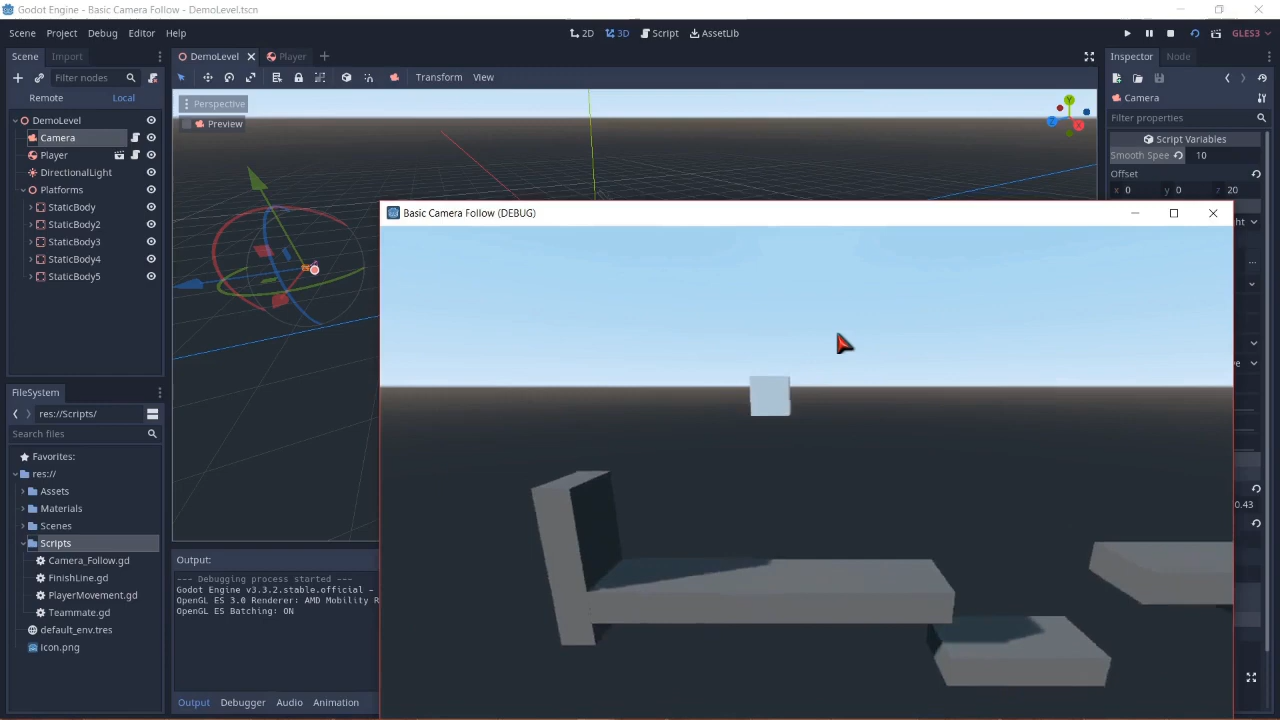 Godot Engine - Basic Camera Follow - DemoLevel.tscn
Scene Project Debug Editor Help
2D 3D Script AssetLib
GLES3
Scene Import
DemoLevel Player
Inspector Node
Filter nodes
Transform View
Remote Local
Camera
Perspective
Filter properties
Preview
DemoLevel
Camera
Script Variables
Player
Smooth Spee 10
DirectionalLight
Offset
Platforms
x 0 y 0 z 20
StaticBody
Basic Camera Follow (DEBUG)
StaticBody2
StaticBody3
StaticBody4
StaticBody5
FileSystem
res://Scripts/
Search files
Favorites:
res://
Assets
Materials
0.43
Scenes
Scripts
Camera_Follow.gd
FinishLine.gd
PlayerMovement.gd
Teammate.gd
default_env.tres
icon.png
Output:
--- Debugging process started ---
Godot Engine v3.3.2.stable.official -
OpenGL ES 3.0 Renderer: AMD Mobility R
OpenGL ES Batching: ON
Output Debugger Audio Animation